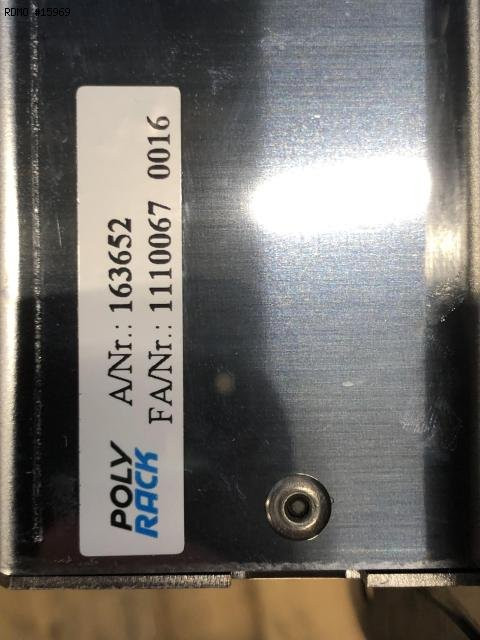 RDMO #15969
POLY RACK
A/Nr.: 163652
FA/Nr.: 1110067 0016